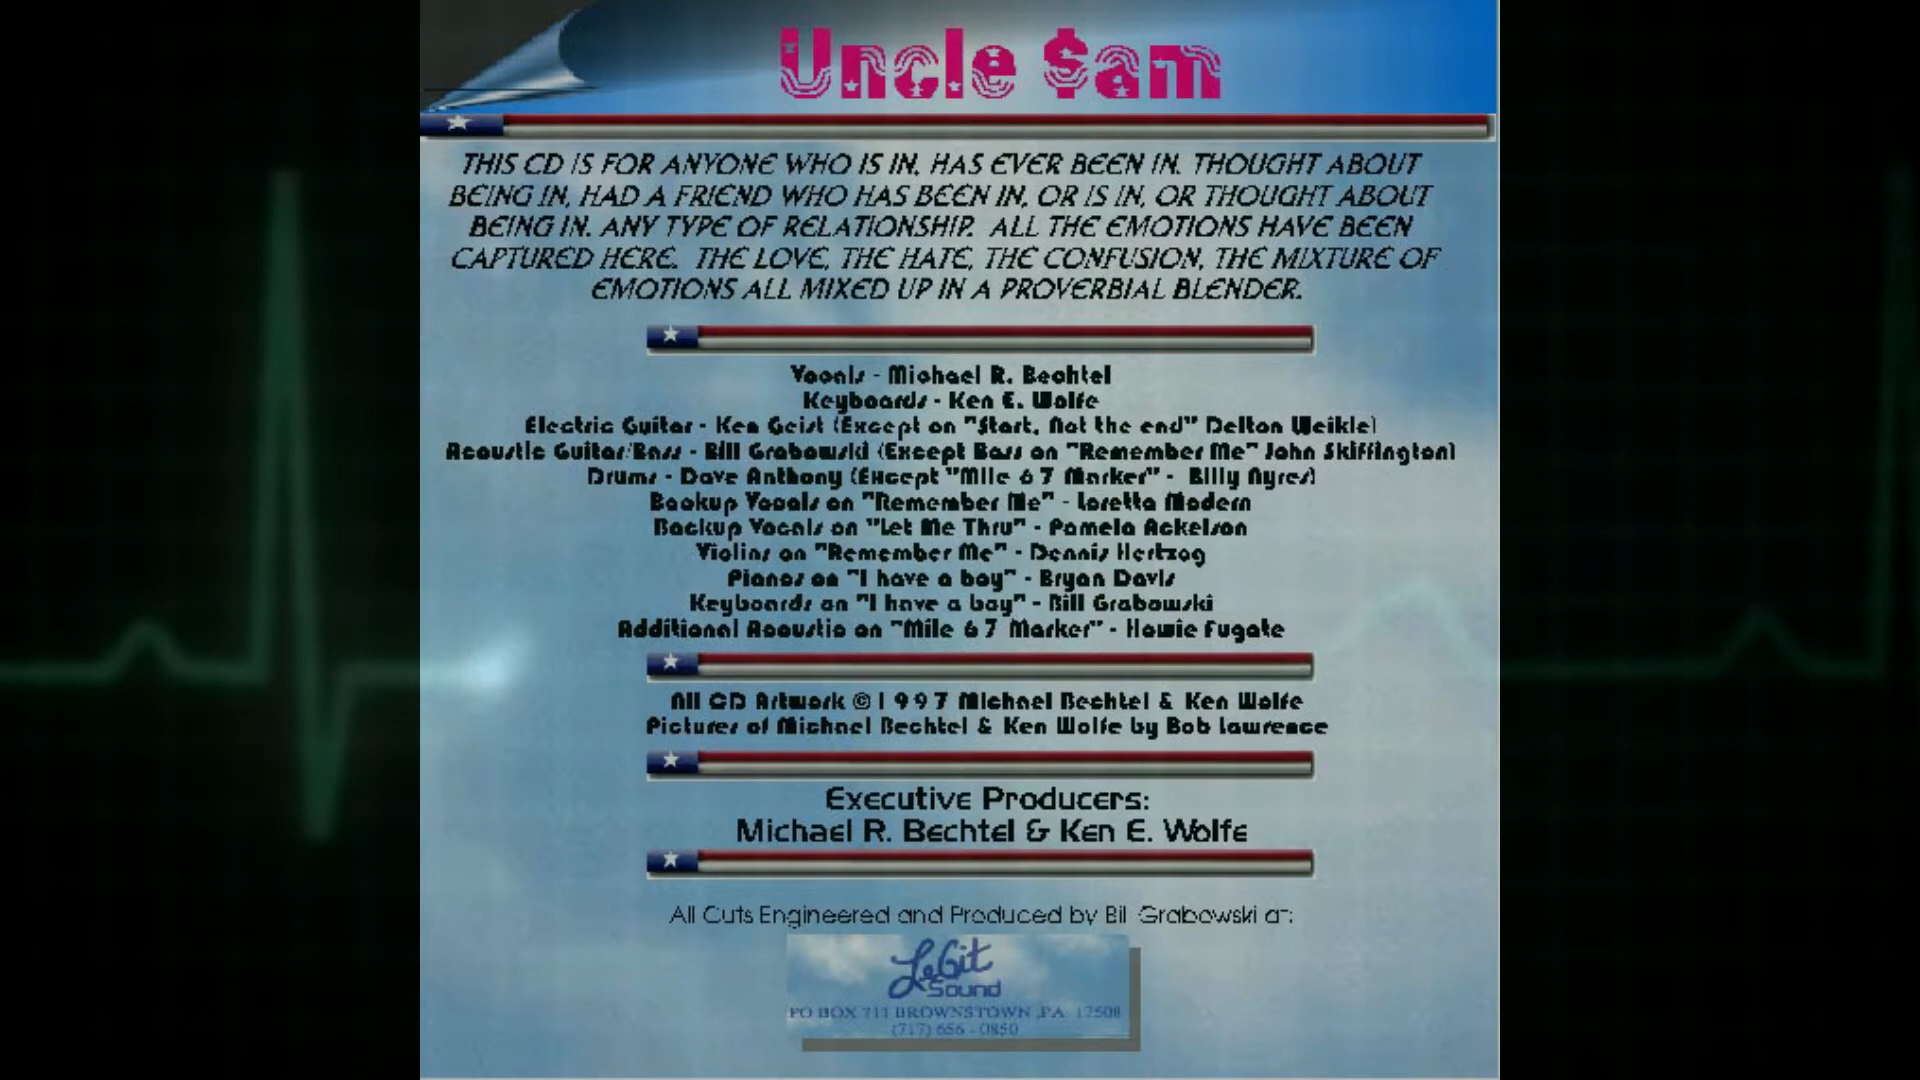 Uncle $am
THIS CD IS FOR ANYONE WHO IS IN, HAS EVER BEEN IN, THOUGHT ABOUT
BEING IN, HAD A FRIEND WHO HAS BEEN IN, OR IS IN, OR THOUGHT ABOUT
BEING IN, ANY TYPE OF RELATIONSHIP. ALL THE EMOTIONS HAVE BEEN
CAPTURED HERE. THE LOVE, THE HATE, THE CONFUSION, THE MIXTURE OF
EMOTIONS ALL MIXED UP IN A PROVERBIAL BLENDER.
Vocals - Michael R. Bechtel
Keyboards - Ken E. Wolfe
Electric Guitar - Ken Geist (Except on "Start, Not the end" Delton Weikle)
Acoustic Guitar/Bass - Bill Grabowski (Except Bass on "Remember Me" John Skiffington)
Drums - Dave Anthony (Except "Mile 67 Marker" - Billy Ayres)
Backup Vocals on "Remember Me" - Loretta Modern
Backup Vocals on "Let Me Thru" - Pamela Ackelson
Violins on "Remember Me" - Dennis Hertzog
Pianos on "I have a boy" - Bryan Davis
Keyboards on "I have a boy" - Bill Grabowski
Additional Acoustic on "Mile 67 Marker" - Howie Fugate
All CD Artwork ©1997 Michael Bechtel & Ken Wolfe
Pictures of Michael Bechtel & Ken Wolfe by Bob Lawrence
Executive Producers:
Michael R. Bechtel & Ken E. Wolfe
All Cuts Engineered and Produced by Bill Grabowski at:
LeGit
Sound
PO BOX 711 BROWNSTOWN ,PA 17508
(717) 656 - 0850